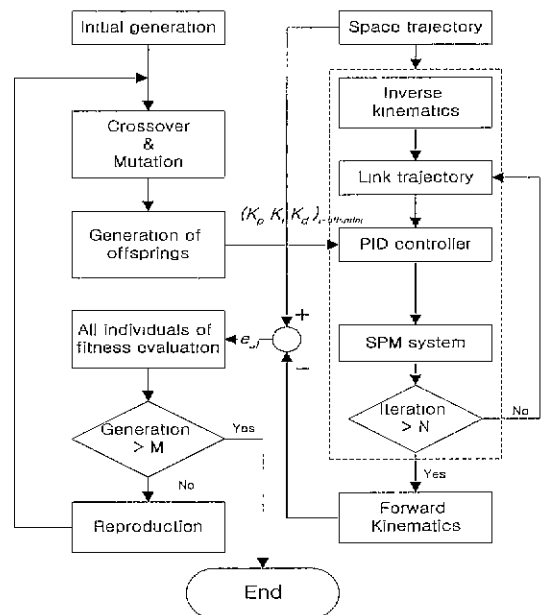 Initial generation
Crossover
&
Mutation
Generation of
offsprings
(Kp Ki Kd)
All individuals of
fitness evaluation
Generation
> M
Yes
No
Reproduction
End
Space trajectory
Inverse
kinematics
Link trajectory
PID controller
SPM system
Iteration
> N
No
Yes
Forward
Kinematics
+
−